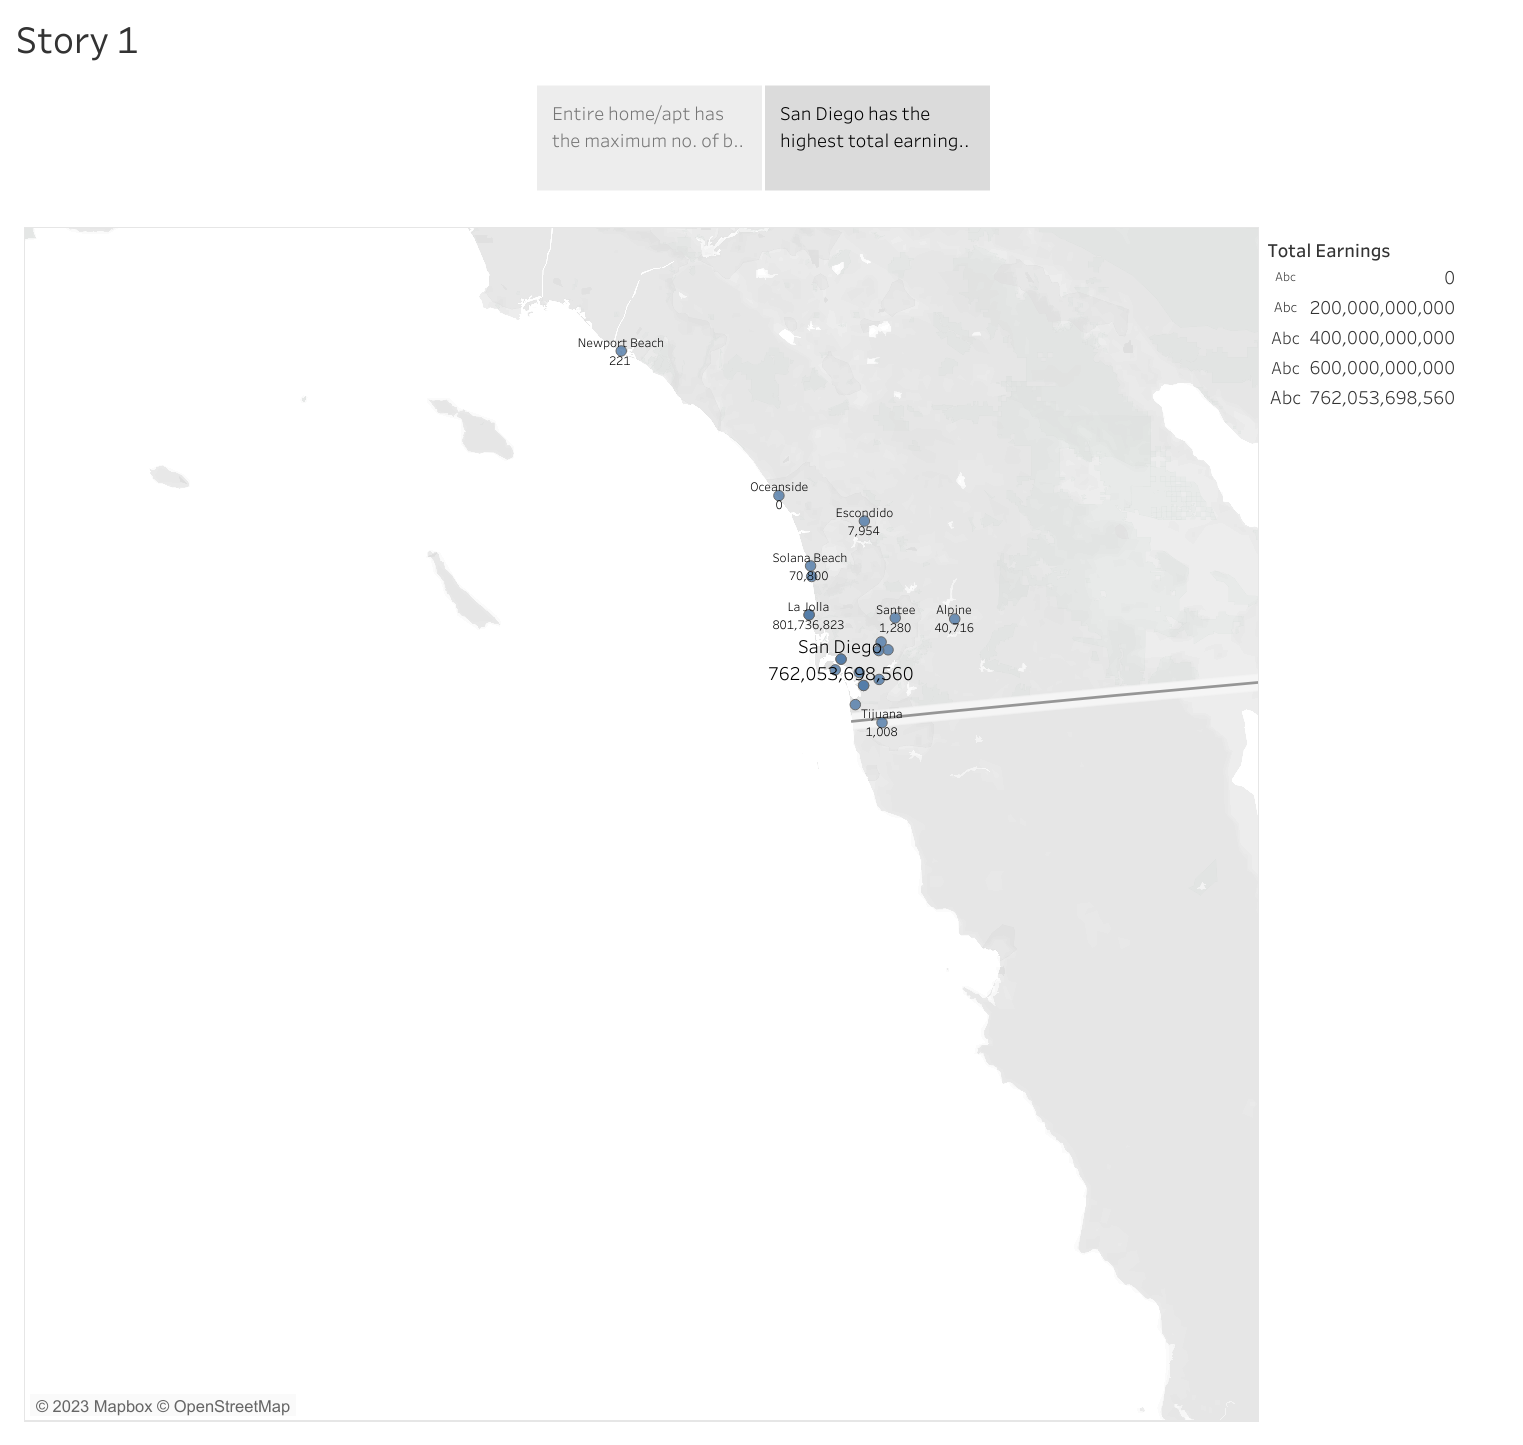 Story 1
Entire home/apt has
the maximum no. of b..
San Diego has the
highest total earning..
Total Earnings
Abc 0
Abc 200,000,000,000
Abc 400,000,000,000
Abc 600,000,000,000
Abc 762,053,698,560
Newport Beach
221
Oceanside
0
Escondido
7,954
Solana Beach
70,800
La Jolla
801,736,823
Santee
1,280
Alpine
40,716
San Diego
762,053,698,560
Tijuana
1,008
© 2023 Mapbox © OpenStreetMap